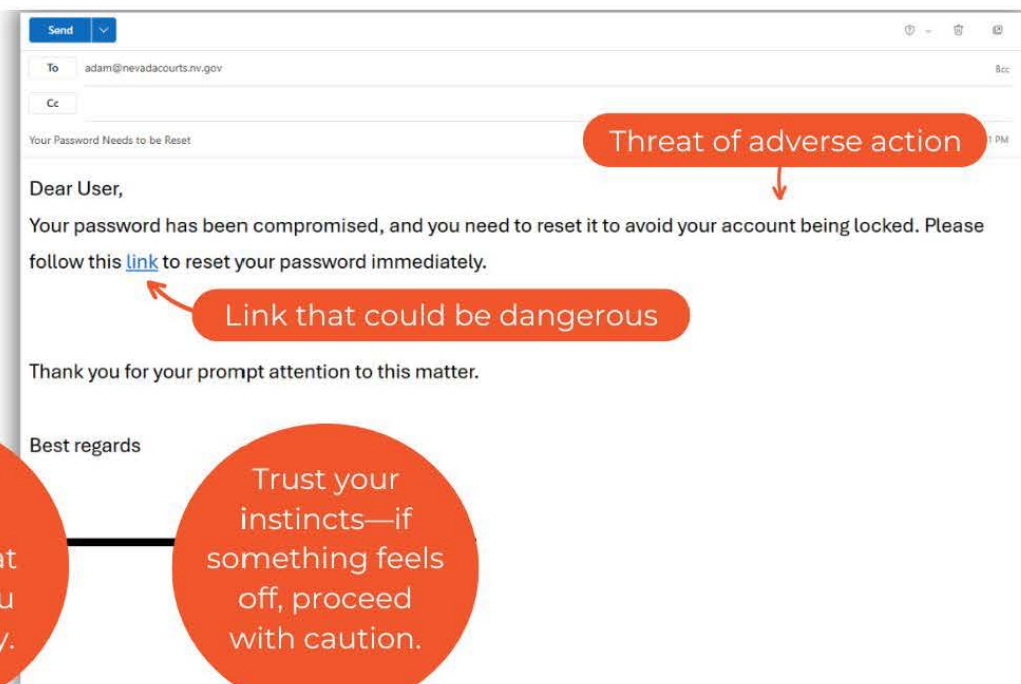 Send
To adam@nevadacourts.nv.gov Bcc
Cc
Your Password Needs to be Reset
PM
Threat of adverse action
Dear User,
Your password has been compromised, and you need to reset it to avoid your account being locked. Please
follow this link to reset your password immediately.
Link that could be dangerous
Thank you for your prompt attention to this matter.
Best regards
Trust your
instincts—if
something feels
off, proceed
with caution.